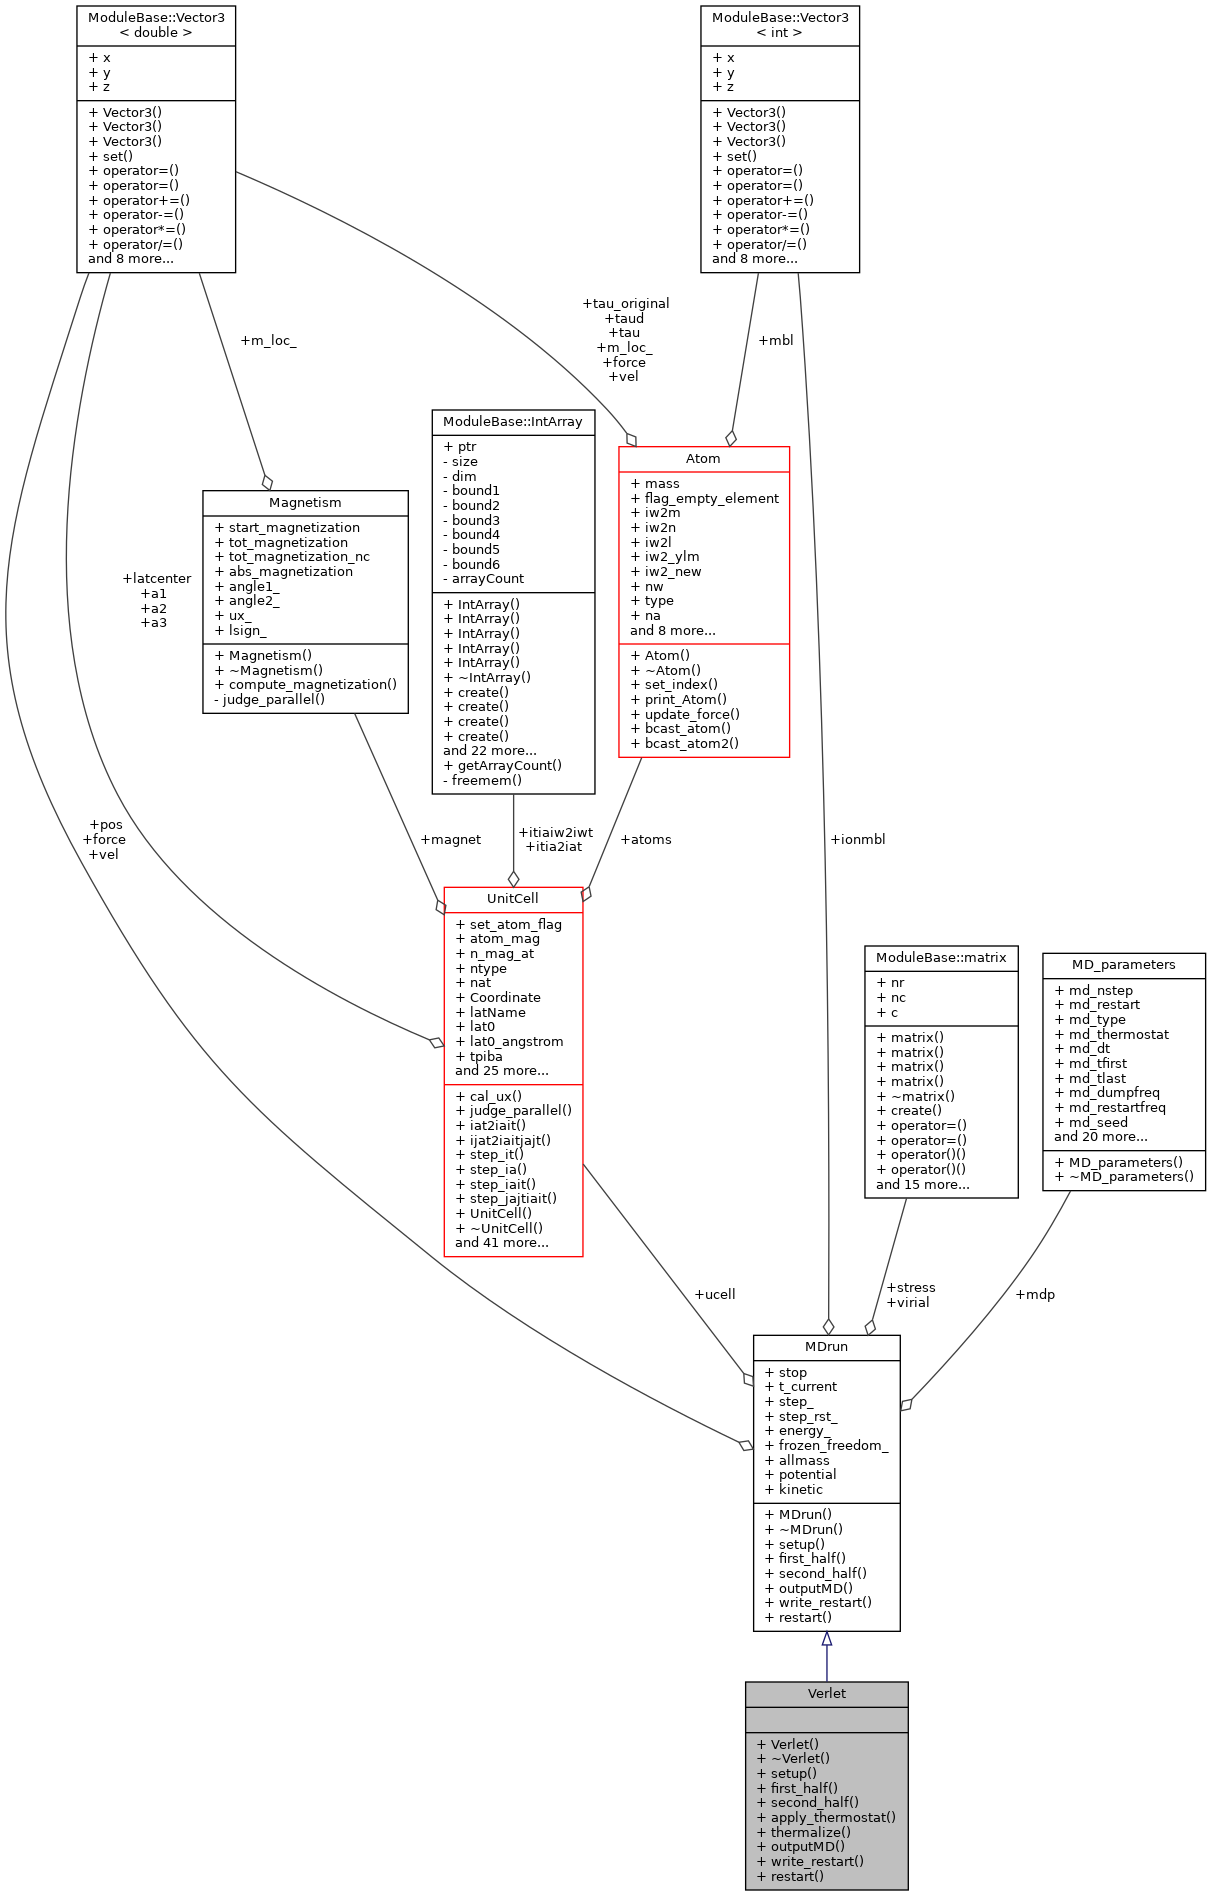 ModuleBase::Vector3
< double >
+ x
+ y
+ z
+ Vector3()
+ Vector3()
+ Vector3()
+ set()
+ operator=()
+ operator=()
+ operator+=()
+ operator-=()
+ operator*=()
+ operator/=()
and 8 more...
ModuleBase::Vector3
< int >
+ x
+ y
+ z
+ Vector3()
+ Vector3()
+ Vector3()
+ set()
+ operator=()
+ operator=()
+ operator+=()
+ operator-=()
+ operator*=()
+ operator/=()
and 8 more...
+m_loc_
+tau_original
+taud
+tau
+m_loc_
+force
+vel
+mbl
ModuleBase::IntArray
+ ptr
- size
- dim
- bound1
- bound2
- bound3
- bound4
- bound5
- bound6
- arrayCount
+ IntArray()
+ IntArray()
+ IntArray()
+ IntArray()
+ IntArray()
+ ~IntArray()
+ create()
+ create()
+ create()
+ create()
and 22 more...
+ getArrayCount()
- freemem()
Atom
+ mass
+ flag_empty_element
+ iw2m
+ iw2n
+ iw2l
+ iw2_ylm
+ iw2_new
+ nw
+ type
+ na
and 8 more...
+ Atom()
+ ~Atom()
+ set_index()
+ print_Atom()
+ update_force()
+ bcast_atom()
+ bcast_atom2()
Magnetism
+ start_magnetization
+ tot_magnetization
+ tot_magnetization_nc
+ abs_magnetization
+ angle1_
+ angle2_
+ ux_
+ lsign_
+ Magnetism()
+ ~Magnetism()
+ compute_magnetization()
- judge_parallel()
+latcenter
+a1
+a2
+a3
+pos
+force
+vel
+magnet
+itiaiw2iwt
+itia2iat
+atoms
+ionmbl
UnitCell
+ set_atom_flag
+ atom_mag
+ n_mag_at
+ ntype
+ nat
+ Coordinate
+ latName
+ lat0
+ lat0_angstrom
+ tpiba
and 25 more...
+ cal_ux()
+ judge_parallel()
+ iat2iait()
+ ijat2iaitjajt()
+ step_it()
+ step_ia()
+ step_iait()
+ step_jajtiait()
+ UnitCell()
+ ~UnitCell()
and 41 more...
ModuleBase::matrix
+ nr
+ nc
+ c
+ matrix()
+ matrix()
+ matrix()
+ matrix()
+ ~matrix()
+ create()
+ operator=()
+ operator=()
+ operator()()
+ operator()()
and 15 more...
MD_parameters
+ md_nstep
+ md_restart
+ md_type
+ md_thermostat
+ md_dt
+ md_tfirst
+ md_tlast
+ md_dumpfreq
+ md_restartfreq
+ md_seed
and 20 more...
+ MD_parameters()
+ ~MD_parameters()
+ucell
+stress
+virial
+mdp
MDrun
+ stop
+ t_current
+ step_
+ step_rst_
+ energy_
+ frozen_freedom_
+ allmass
+ potential
+ kinetic
+ MDrun()
+ ~MDrun()
+ setup()
+ first_half()
+ second_half()
+ outputMD()
+ write_restart()
+ restart()
Verlet
+ Verlet()
+ ~Verlet()
+ setup()
+ first_half()
+ second_half()
+ apply_thermostat()
+ thermalize()
+ outputMD()
+ write_restart()
+ restart()